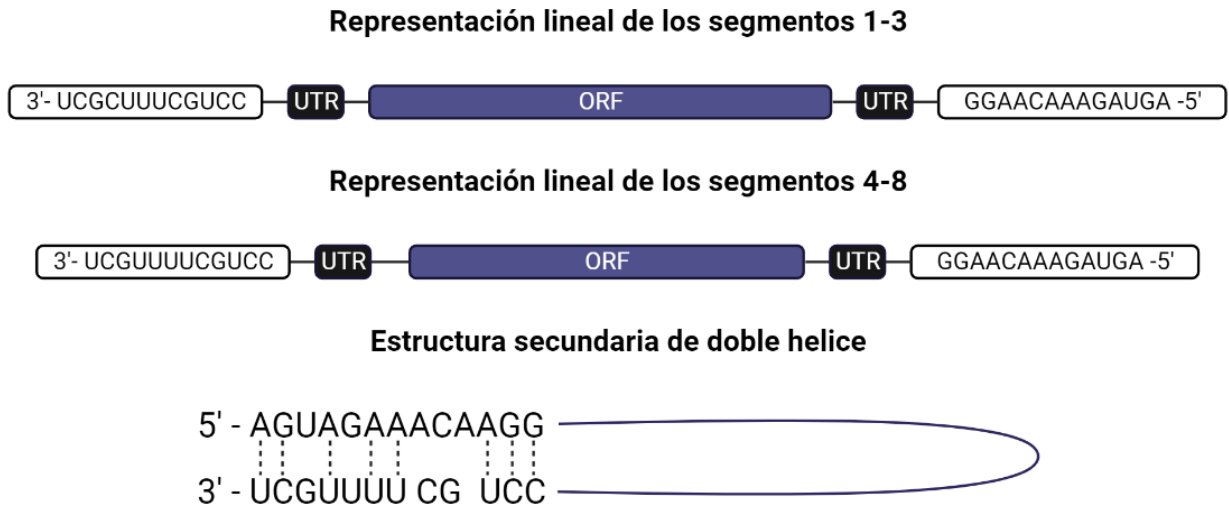 Representación lineal de los segmentos 1-3
3'- UCGCUUUCGUCC UTR ORF UTR GGAACAAAGAUGA -5'
Representación lineal de los segmentos 4-8
3'- UCGUUUUCGUCC UTR ORF UTR GGAACAAAGAUGA -5'
Estructura secundaria de doble helice
5' - AGUAGAAACAAGG
3' - UCGUUUU CG UCC